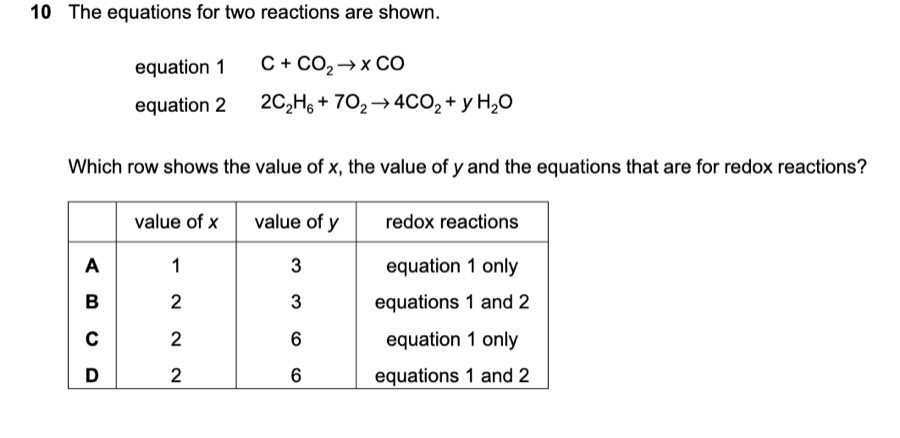 10 The equations for two reactions are shown.
equation 1 C + CO₂ → x CO
equation 2 2C₂H₆ + 7O₂ → 4CO₂ + y H₂O
Which row shows the value of x, the value of y and the equations that are for redox reactions?
value of x value of y redox reactions
A 1 3 equation 1 only
B 2 3 equations 1 and 2
C 2 6 equation 1 only
D 2 6 equations 1 and 2